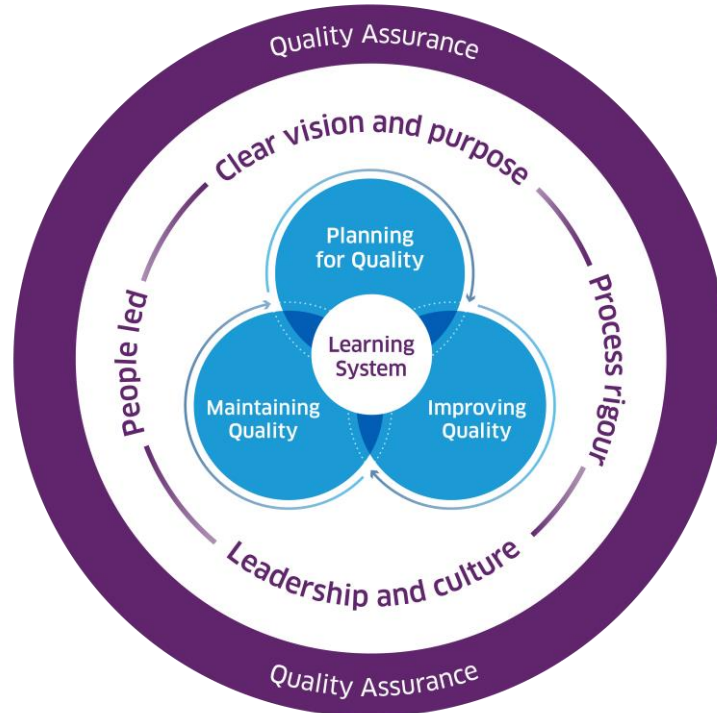 Quality Assurance
Clear vision and purpose
Planning
for Quality
People led
Process rigour
Learning
System
Maintaining
Quality
Improving
Quality
Leadership and culture
Quality Assurance